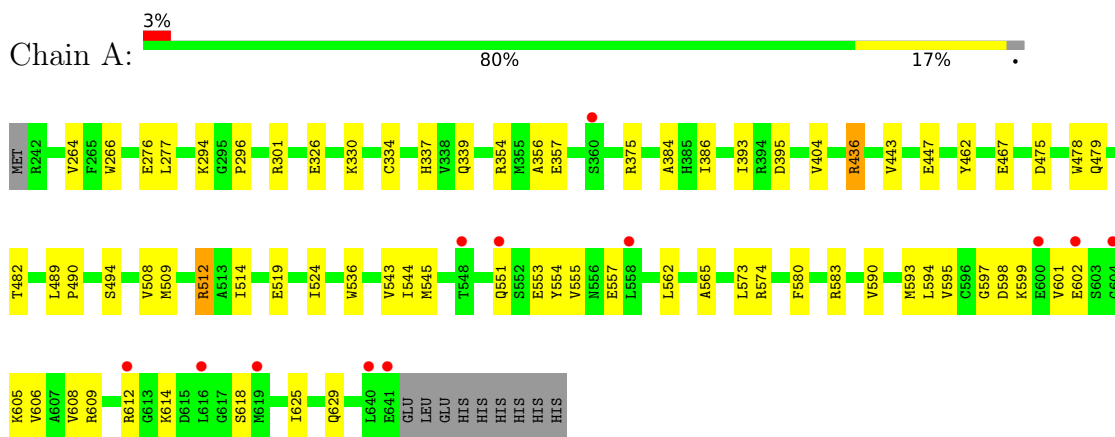 3%
Chain A:
80% 17% •
MET R242 V264 F265 W266 E276 L277 K294 G295 P296 R301 E326 K330 C334 H337 V338 Q339 R354 M355 A356 E357 S360 R375 A384 H385 I386 I393 R394 D395 V404 R436 V443 E447 Y462 E467 D475 W478 Q479
T482 L489 P490 S494 V508 M509 R512 A513 I514 E519 I524 W536 V543 I544 M545 T548 Q551 S552 E553 Y554 V555 N556 E557 L558 L562 A565 L573 R574 F580 R583 V590 M593 L594 V595 C596 G597 D598 K599 E600 V601 E602 S603
K605 V606 A607 V608 R609 R612 G613 K614 D615 L616 G617 S618 M619 I625 Q629 L640 E641 GLU LEU GLU HIS HIS HIS HIS HIS HIS